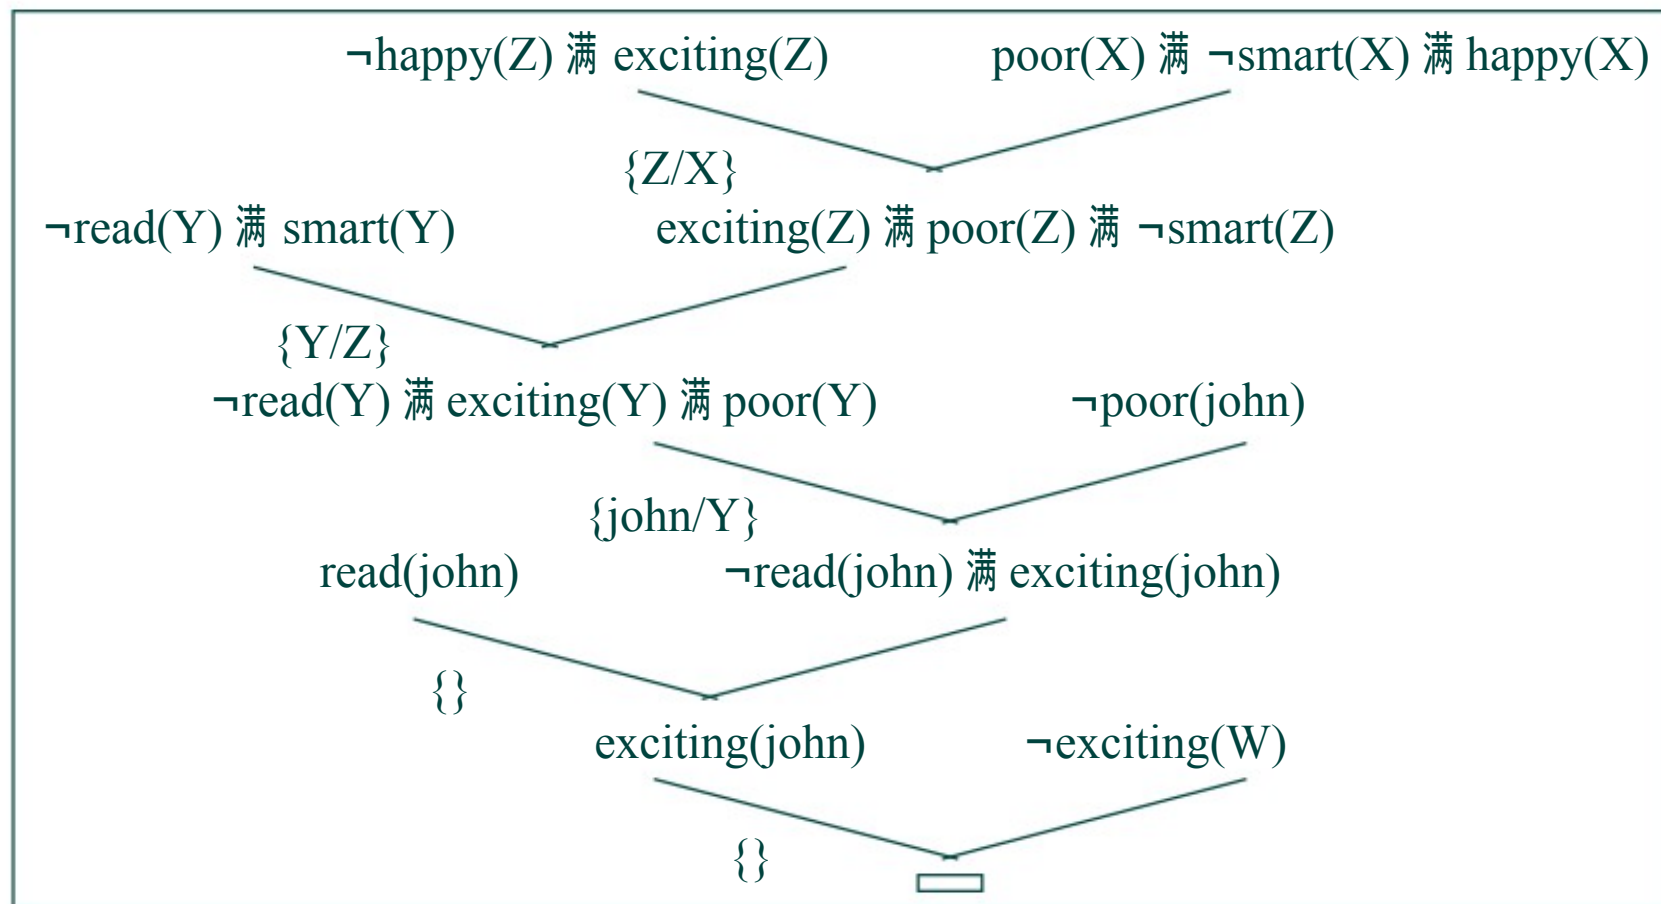 ¬happy(Z) 满 exciting(Z) poor(X) 满 ¬smart(X) 满 happy(X)
{Z/X}
¬read(Y) 满 smart(Y) exciting(Z) 满 poor(Z) 满 ¬smart(Z)
{Y/Z}
¬read(Y) 满 exciting(Y) 满 poor(Y) ¬poor(john)
{john/Y}
read(john) ¬read(john) 满 exciting(john)
{}
exciting(john) ¬exciting(W)
{}